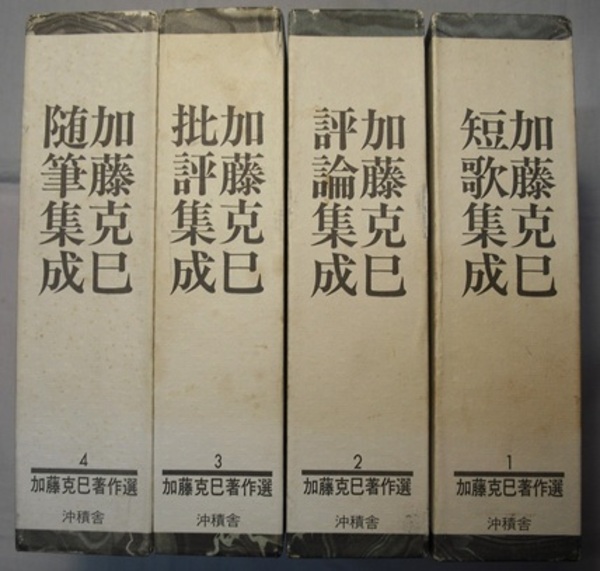 加藤克巳
短歌集成
1
加藤克巳著作選
沖積舎
加藤克巳
評論集成
2
加藤克巳著作選
沖積舎
加藤克巳
批評集成
3
加藤克巳著作選
沖積舎
加藤克巳
随筆集成
4
加藤克巳著作選
沖積舎